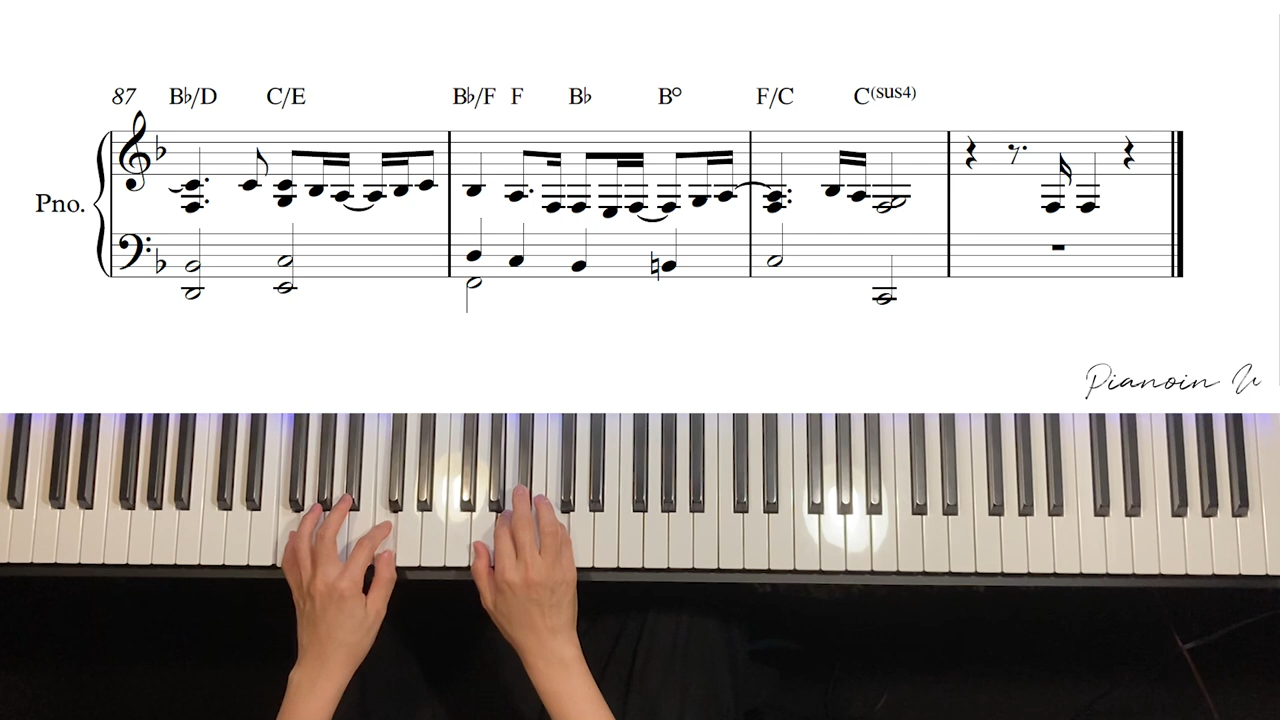 87 B♭/D C/E B♭/F F B♭ B° F/C C(sus4)
Pno.
Pianoin U